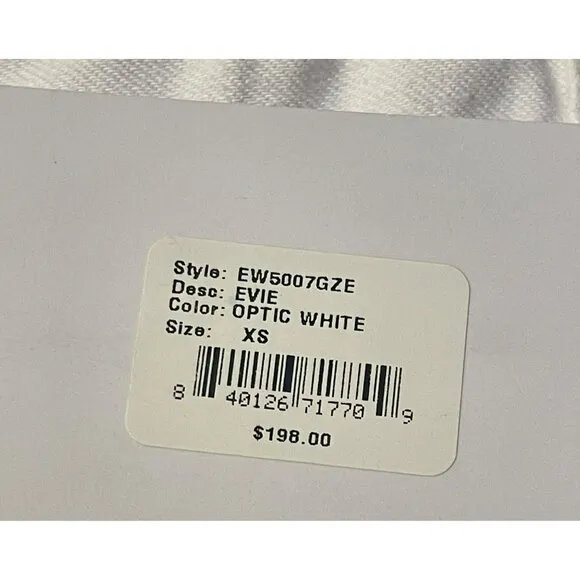 Style: EW5007GZE
Desc: EVIE
Color: OPTIC WHITE
Size: XS
8 40126 71770 9
$198.00